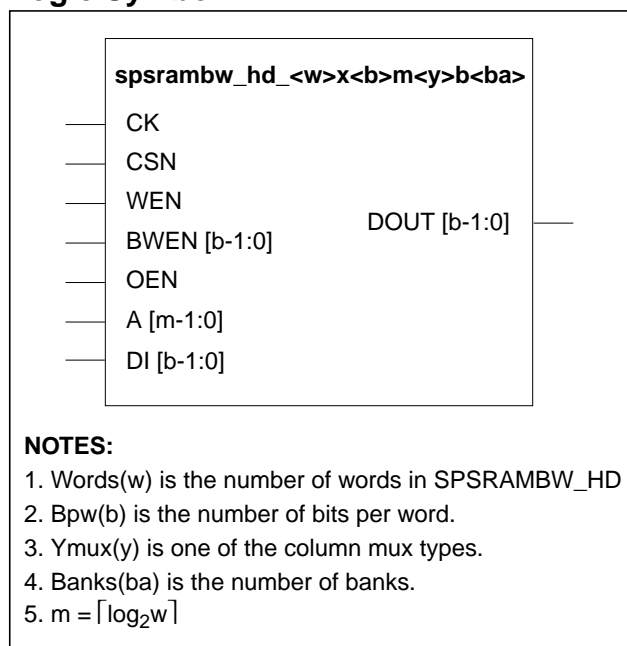 spsrambw_hd_<w>x<b>m<y>b<ba>
CK
CSN
WEN
BWEN [b-1:0]
OEN
A [m-1:0]
DI [b-1:0]
DOUT [b-1:0]
NOTES:
1. Words(w) is the number of words in SPSRAMBW_HD
2. Bpw(b) is the number of bits per word.
3. Ymux(y) is one of the column mux types.
4. Banks(ba) is the number of banks.
5. m = ⌈log₂w⌉